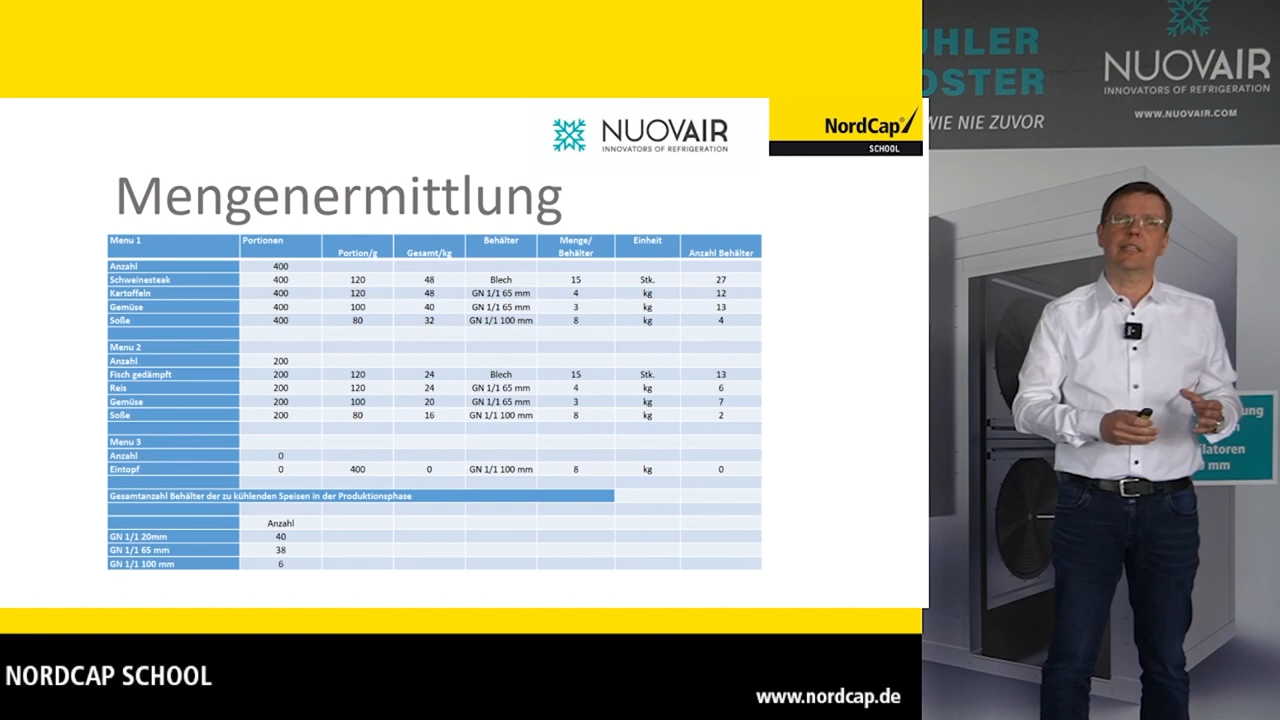 NUOVAIR
INNOVATORS OF REFRIGERATION
NordCap®
SCHOOL
Mengenermittlung
Menu 1 Portionen Portion/g Gesamt/kg Behälter Menge/ Behälter Einheit Anzahl Behälter
Anzahl 400
Schweinesteak 400 120 48 Blech 15 Stk. 27
Kartoffeln 400 120 48 GN 1/1 65 mm 4 kg 12
Gemüse 400 100 40 GN 1/1 65 mm 3 kg 13
Soße 400 80 32 GN 1/1 100 mm 8 kg 4
Menu 2
Anzahl 200
Fisch gedämpft 200 120 24 Blech 15 Stk. 13
Reis 200 120 24 GN 1/1 65 mm 4 kg 6
Gemüse 200 100 20 GN 1/1 65 mm 3 kg 7
Soße 200 80 16 GN 1/1 100 mm 8 kg 2
Menu 3
Anzahl 0
Eintopf 0 400 0 GN 1/1 100 mm 8 kg 0
Gesamtanzahl Behälter der zu kühlenden Speisen in der Produktionsphase
Anzahl
GN 1/1 20mm 40
GN 1/1 65 mm 38
GN 1/1 100 mm 6
NORDCAP SCHOOL
www.nordcap.de
NUOVAIR
INNOVATORS OF REFRIGERATION
WWW.NUOVAIR.COM
WIE NIE ZUVOR
mm